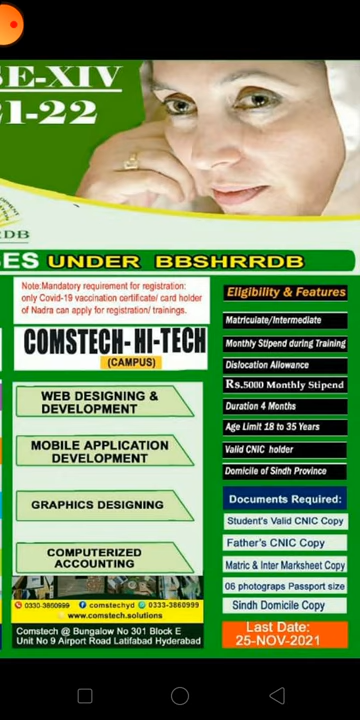 SE-XIV
21-22
RDB
SES UNDER BBSHRRDB
Note:Mandatory requirement for registration:
only Covid-19 vaccination certificate/ card holder
of Nadra can apply for registration/ trainings.
COMSTECH- HI-TECH
(CAMPUS)
WEB DESIGNING &
DEVELOPMENT
MOBILE APPLICATION
DEVELOPMENT
GRAPHICS DESIGNING
COMPUTERIZED
ACCOUNTING
0330-3860999 comstechyd 0333-3860999
www.comstech.solutions
Comstech @ Bungalow No 301 Block E
Unit No 9 Airport Road Latifabad Hyderabad
Eligibility & Features
Matriculate/Intermediate
Monthly Stipend during Training
Dislocation Allowance
Rs.5000 Monthly Stipend
Duration 4 Months
Age Limit 18 to 35 Years
Valid CNIC holder
Domicile of Sindh Province
Documents Required:
Student's Valid CNIC Copy
Father's CNIC Copy
Matric & Inter Marksheet Copy
06 photograps Passport size
Sindh Domicile Copy
Last Date:
25-NOV-2021